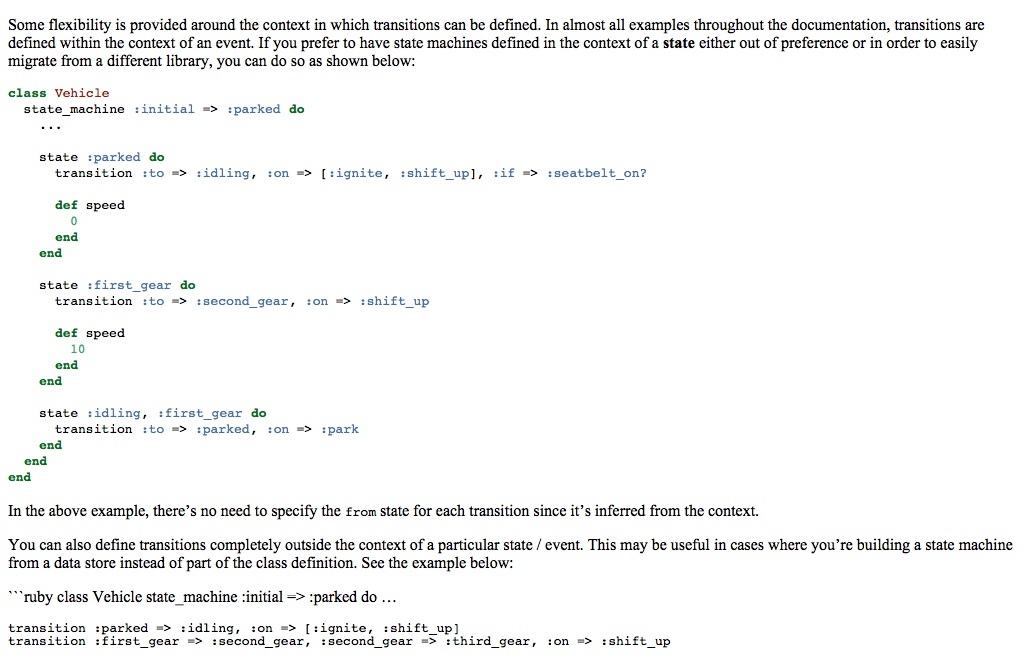 Some flexibility is provided around the context in which transitions can be defined. In almost all examples throughout the documentation, transitions are
defined within the context of an event. If you prefer to have state machines defined in the context of a state either out of preference or in order to easily
migrate from a different library, you can do so as shown below:
class Vehicle
  state_machine :initial => :parked do
    ...
    state :parked do
      transition :to => :idling, :on => [:ignite, :shift_up], :if => :seatbelt_on?
      def speed
        0
      end
    end
    state :first_gear do
      transition :to => :second_gear, :on => :shift_up
      def speed
        10
      end
    end
    state :idling, :first_gear do
      transition :to => :parked, :on => :park
    end
  end
end
In the above example, there’s no need to specify the from state for each transition since it’s inferred from the context.
You can also define transitions completely outside the context of a particular state / event. This may be useful in cases where you’re building a state machine
from a data store instead of part of the class definition. See the example below:
```ruby class Vehicle state_machine :initial => :parked do …
transition :parked => :idling, :on => [:ignite, :shift_up]
transition :first_gear => :second_gear, :second_gear => :third_gear, :on => :shift_up